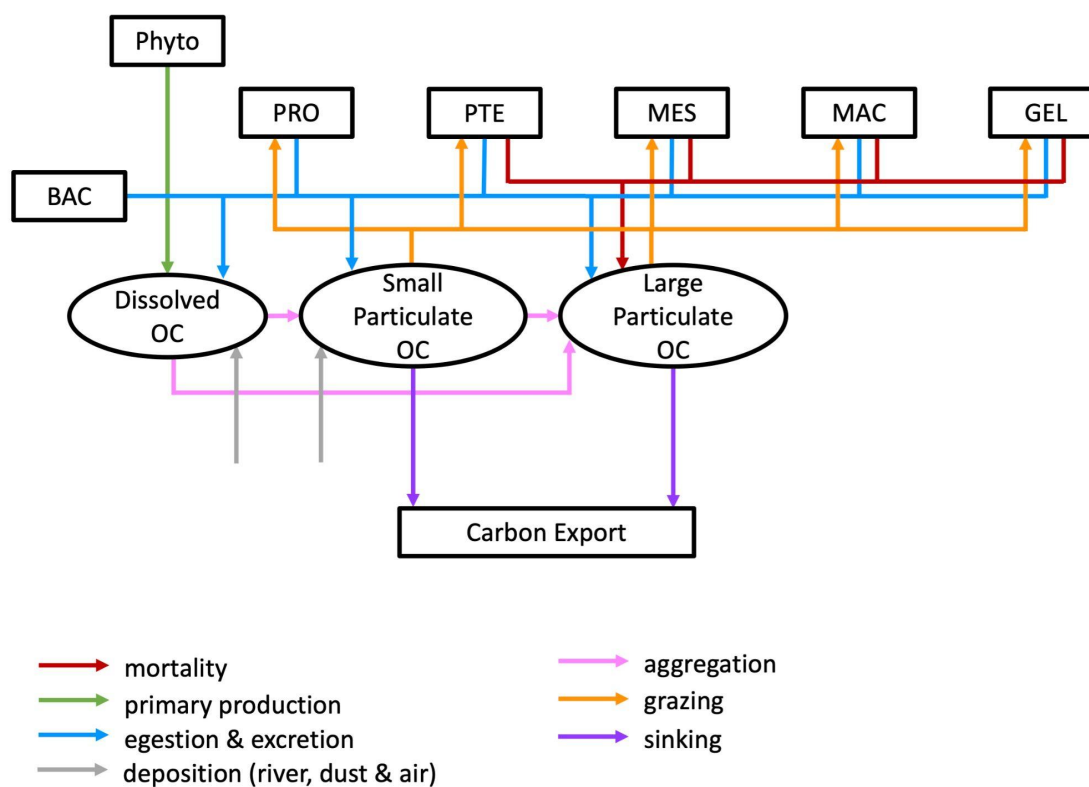 Phyto
PRO
PTE
MES
MAC
GEL
BAC
Dissolved
OC
Small
Particulate
OC
Large
Particulate
OC
Carbon Export
mortality
primary production
egestion & excretion
deposition (river, dust & air)
aggregation
grazing
sinking